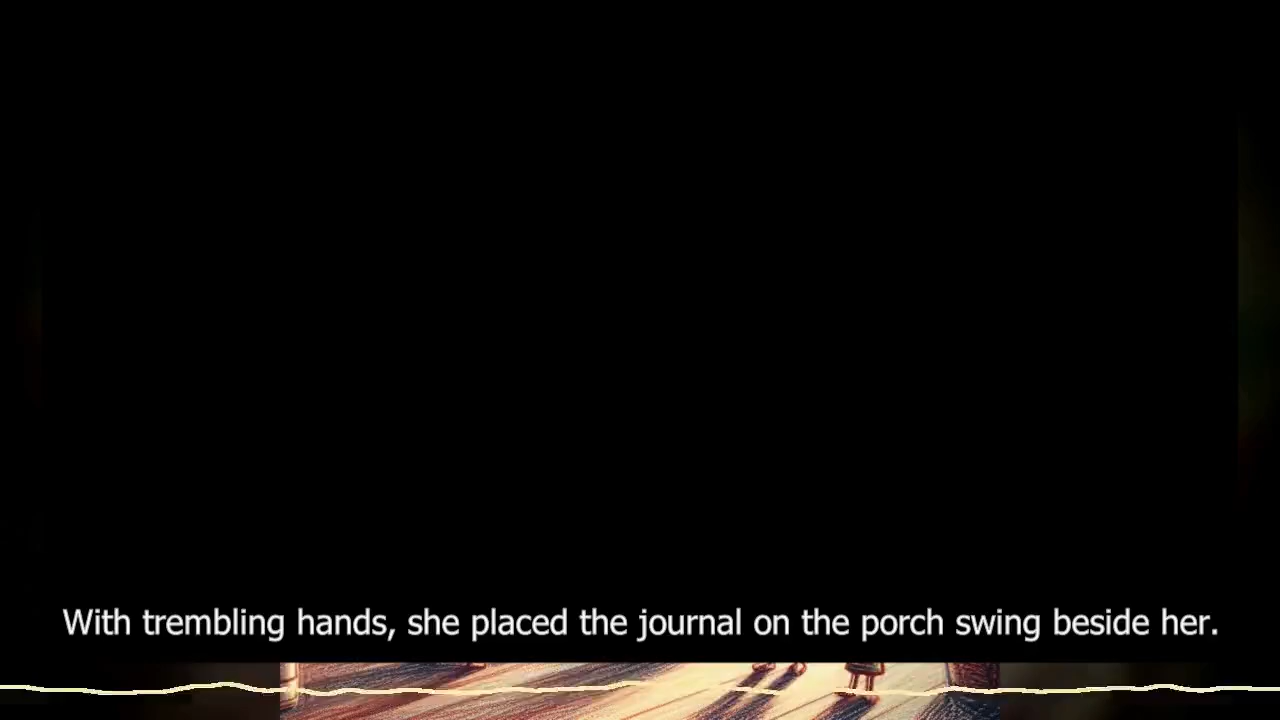 With trembling hands, she placed the journal on the porch swing beside her.